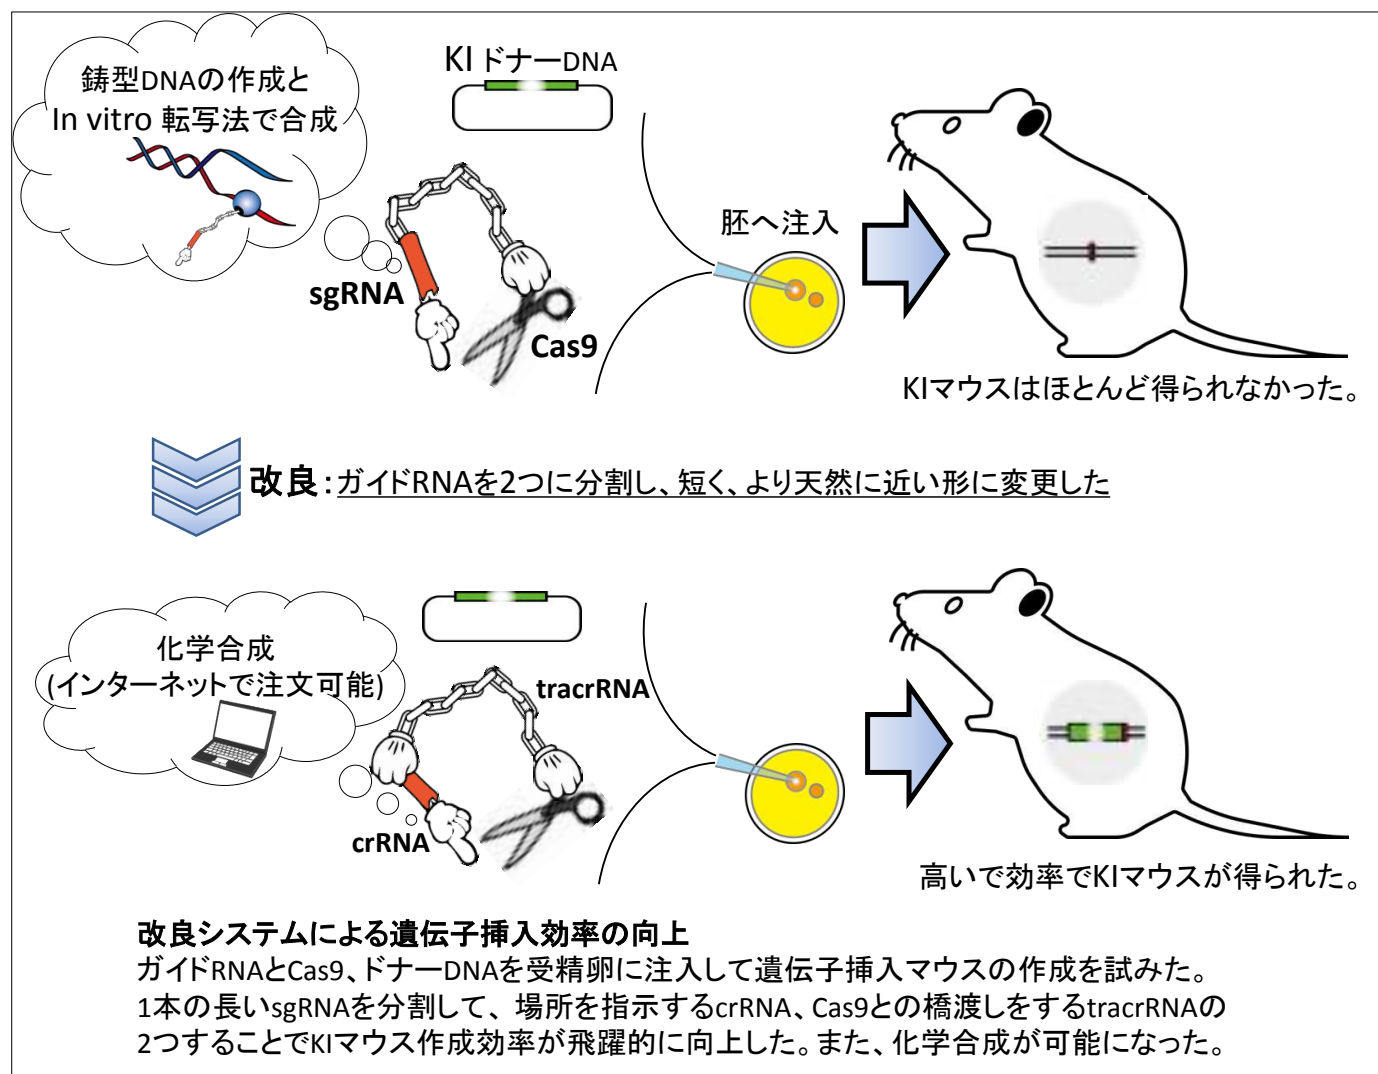 鋳型DNAの作成と
In vitro 転写法で合成
KI ドナーDNA
sgRNA
Cas9
胚へ注入
KIマウスはほとんど得られなかった。
改良：ガイドRNAを2つに分割し、短く、より天然に近い形に変更した
化学合成
(インターネットで注文可能)
tracrRNA
crRNA
高いで効率でKIマウスが得られた。
改良システムによる遺伝子挿入効率の向上
ガイドRNAとCas9、ドナーDNAを受精卵に注入して遺伝子挿入マウスの作成を試みた。
1本の長いsgRNAを分割して、場所を指示するcrRNA、Cas9との橋渡しをするtracrRNAの
2つすることでKIマウス作成効率が飛躍的に向上した。また、化学合成が可能になった。